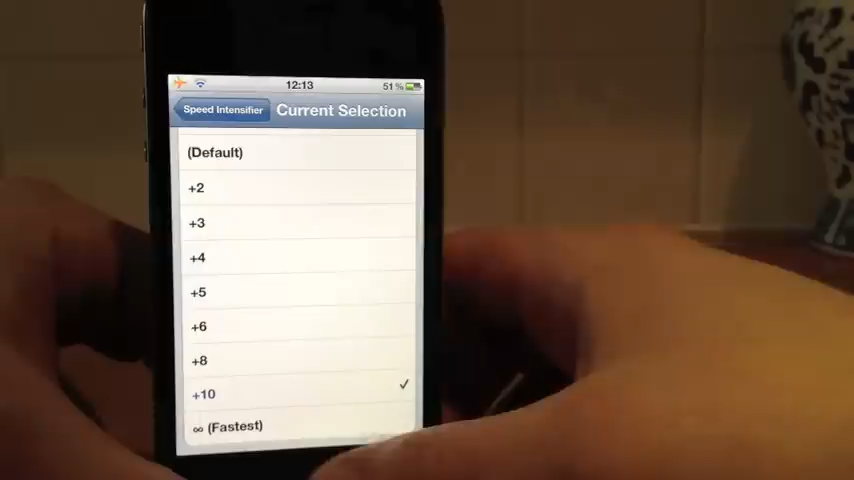 12:13
51 %
Speed Intensifier
Current Selection
(Default)
+2
+3
+4
+5
+6
+8
+10
∞ (Fastest)